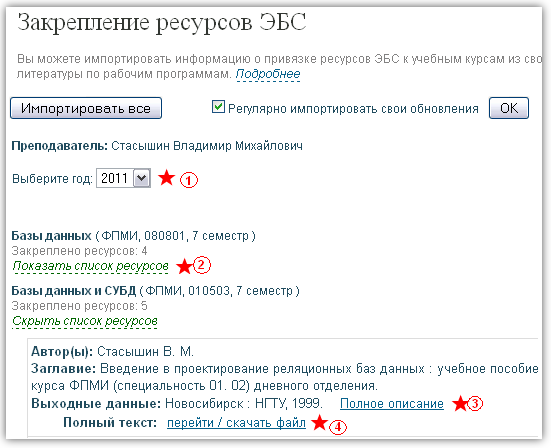 Закрепление ресурсов ЭБС
Вы можете импортировать информацию о привязке ресурсов ЭБС к учебным курсам из сво
литературы по рабочим программам. Подробнее
Импортировать все Регулярно импортировать свои обновления OK
Преподаватель: Стасышин Владимир Михайлович
Выберите год: 2011 1
Базы данных ( ФПМИ, 080801, 7 семестр )
Закреплено ресурсов: 4
Показать список ресурсов 2
Базы данных и СУБД ( ФПМИ, 010503, 7 семестр )
Закреплено ресурсов: 5
Скрыть список ресурсов
Автор(ы): Стасышин В. М.
Заглавие: Введение в проектирование реляционных баз данных : учебное пособие
курса ФПМИ (специальность 01. 02) дневного отделения.
Выходные данные: Новосибирск : НГТУ, 1999. Полное описание 3
Полный текст: перейти / скачать файл 4